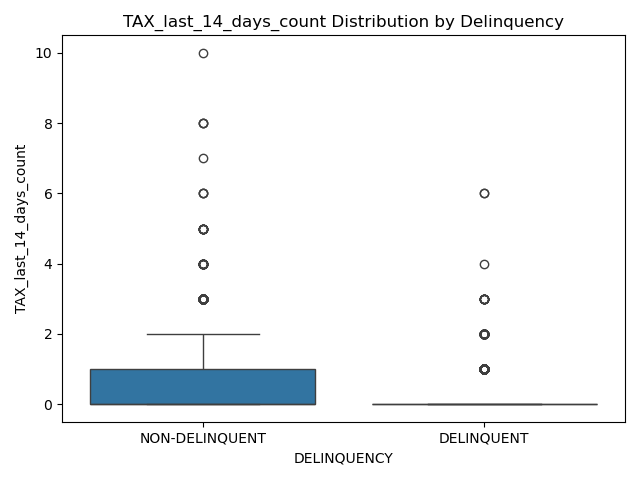 TAX_last_14_days_count Distribution by Delinquency
10
8
6
4
2
0
TAX_last_14_days_count
NON-DELINQUENT
DELINQUENT
DELINQUENCY